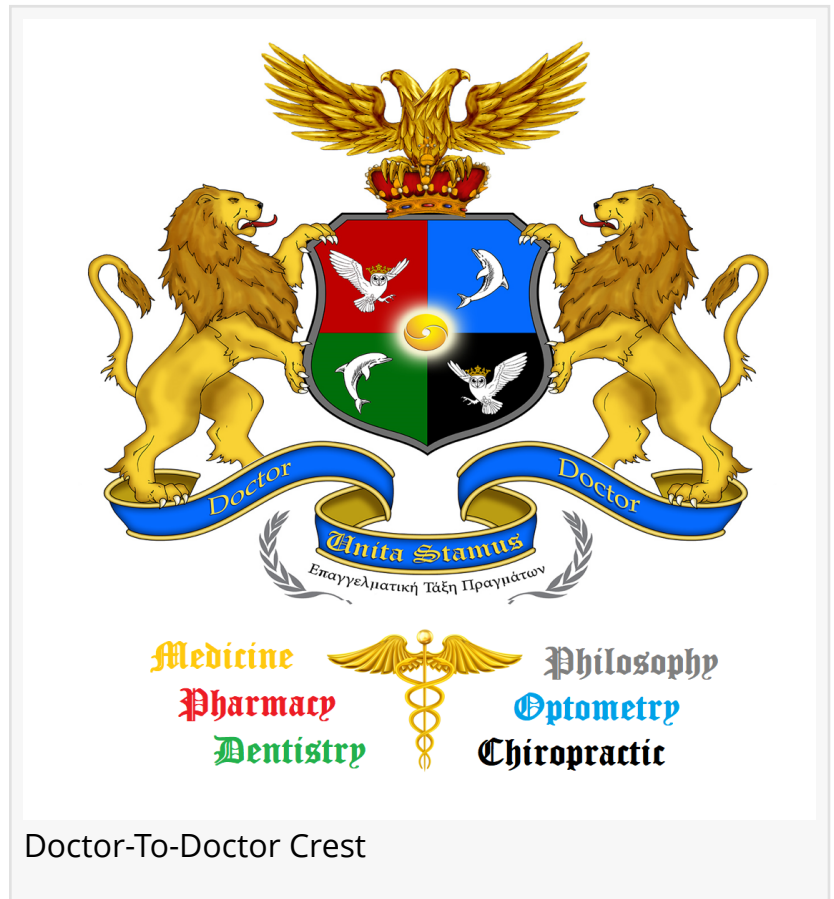 Doctor
Doctor
Unita Stamus
Επαγγελματική Τάξη Πραγμάτων
Medicine
Philosophy
Pharmacy
Optometry
Dentistry
Chiropractic
Doctor-To-Doctor Crest